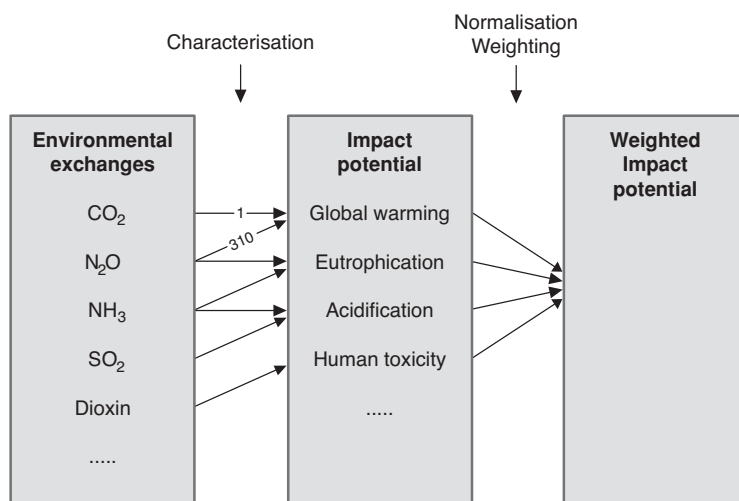 Characterisation
Normalisation
Weighting
Environmental
exchanges
CO₂
N₂O
NH₃
SO₂
Dioxin
.....
1
310
Impact
potential
Global warming
Eutrophication
Acidification
Human toxicity
.....
Weighted
Impact
potential